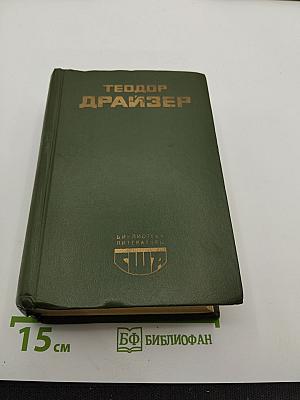 ТЕОДОР
ДРАЙЗЕР
БИБЛИОТЕКА
ЛИТЕРАТУРЫ
США
15 см
БФ БИБЛИОФАН